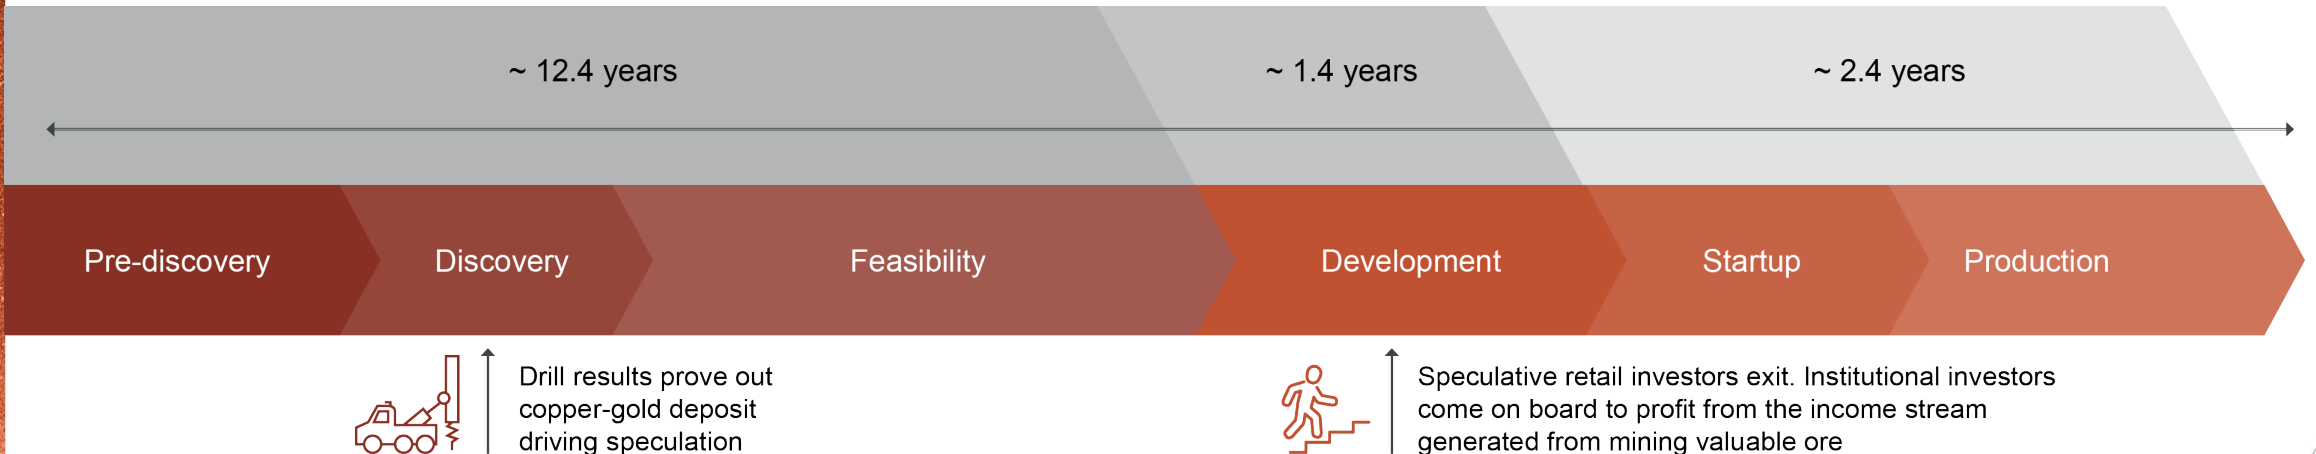 ~ 12.4 years
~ 1.4 years
~ 2.4 years
Pre-discovery
Discovery
Feasibility
Development
Startup
Production
Drill results prove out
copper-gold deposit
driving speculation
Speculative retail investors exit. Institutional investors
come on board to profit from the income stream
generated from mining valuable ore